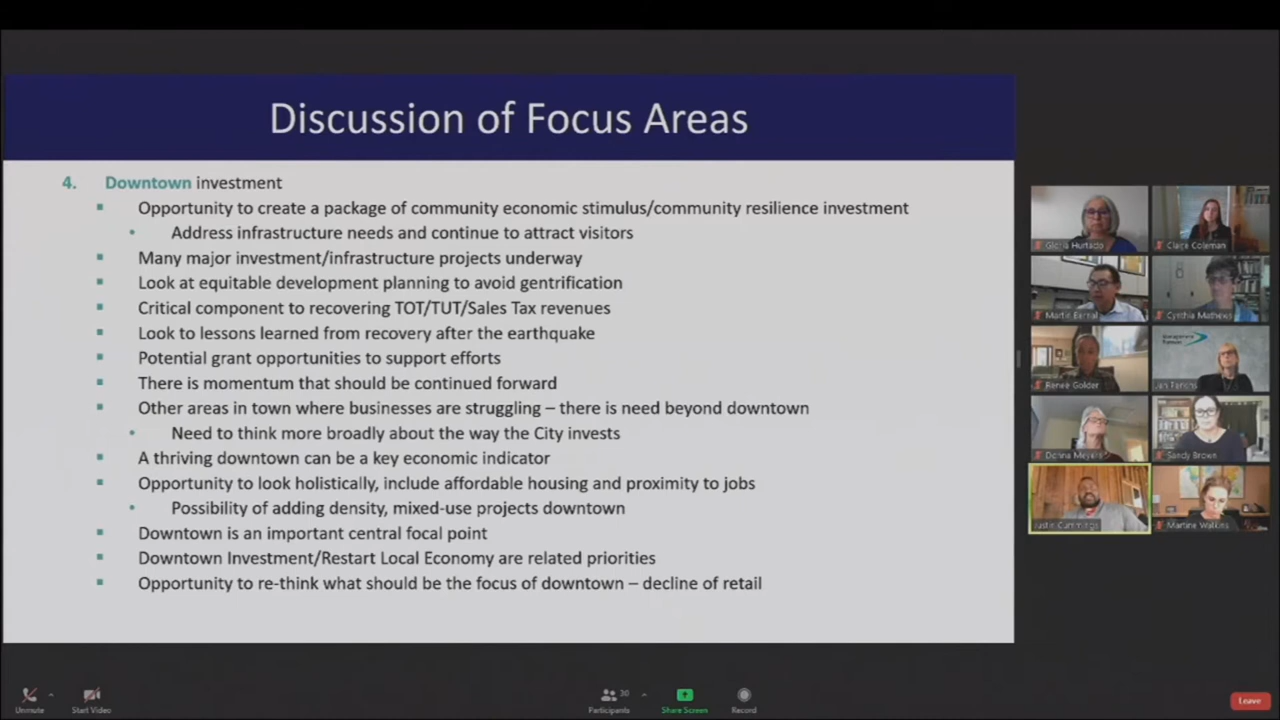 Discussion of Focus Areas
4. Downtown investment
Opportunity to create a package of community economic stimulus/community resilience investment
Address infrastructure needs and continue to attract visitors
Many major investment/infrastructure projects underway
Look at equitable development planning to avoid gentrification
Critical component to recovering TOT/TUT/Sales Tax revenues
Look to lessons learned from recovery after the earthquake
Potential grant opportunities to support efforts
There is momentum that should be continued forward
Other areas in town where businesses are struggling – there is need beyond downtown
Need to think more broadly about the way the City invests
A thriving downtown can be a key economic indicator
Opportunity to look holistically, include affordable housing and proximity to jobs
Possibility of adding density, mixed-use projects downtown
Downtown is an important central focal point
Downtown Investment/Restart Local Economy are related priorities
Opportunity to re-think what should be the focus of downtown – decline of retail
Gloria Hurtado
Claire Coleman
Martin Bernal
Cynthia Mathews
Renee Golder
Management Partners
Jan Perkins
Donna Meyers
Sandy Brown
Justin Cummings
Martine Watkins
Unmute
Start Video
Participants
30
Share Screen
Record
Leave